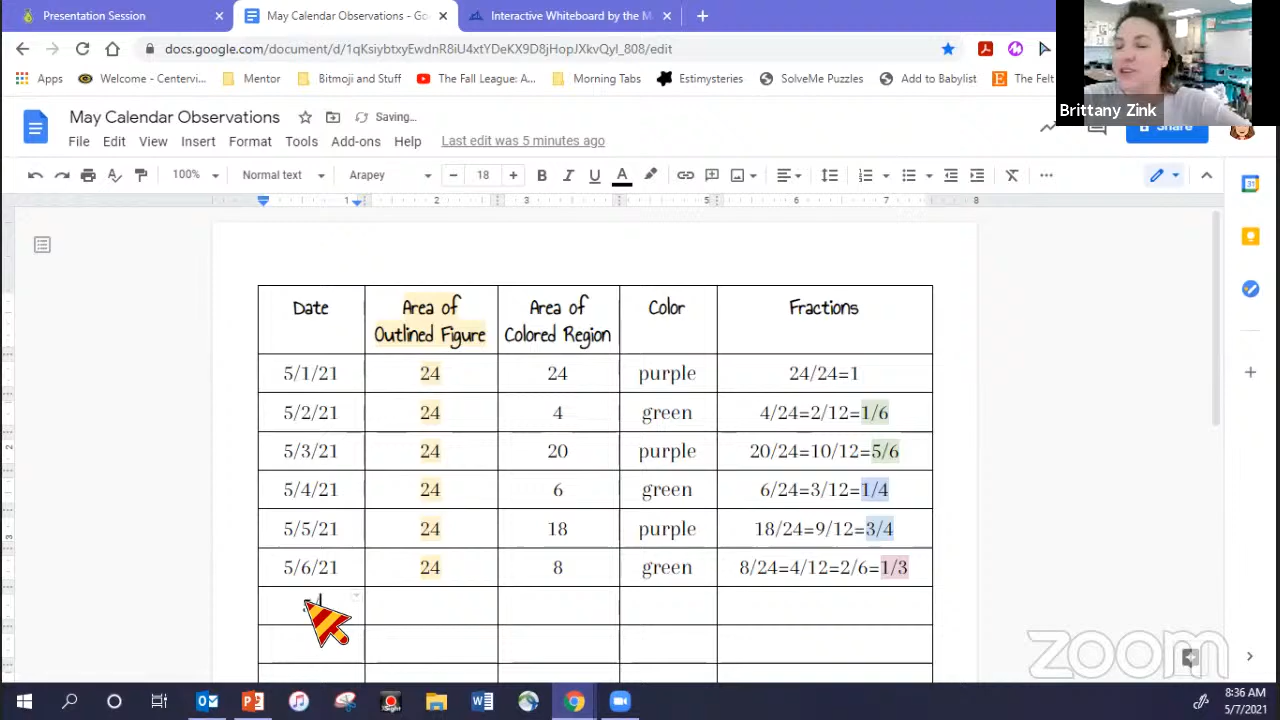 Presentation Session
May Calendar Observations - Go
Interactive Whiteboard by the M
docs.google.com/document/d/1qKsiybtxyEwdnR8iU4xtYDeKX9D8jHopJXkvQyl_808/edit
Apps
Welcome - Centervi...
Mentor
Bitmoji and Stuff
The Fall League: A...
Morning Tabs
Estimysteries
SolveMe Puzzles
Add to Babylist
The Felt
Brittany Zink
May Calendar Observations
Saving...
File Edit View Insert Format Tools Add-ons Help Last edit was 5 minutes ago
Share
100% Normal text Arapey 18
1 2 3 5 6 7 8
Date Area of Outlined Figure Area of Colored Region Color Fractions
5/1/21 24 24 purple 24/24=1
5/2/21 24 4 green 4/24=2/12=1/6
5/3/21 24 20 purple 20/24=10/12=5/6
5/4/21 24 6 green 6/24=3/12=1/4
5/5/21 24 18 purple 18/24=9/12=3/4
5/6/21 24 8 green 8/24=4/12=2/6=1/3
zoom
8:36 AM
5/7/2021